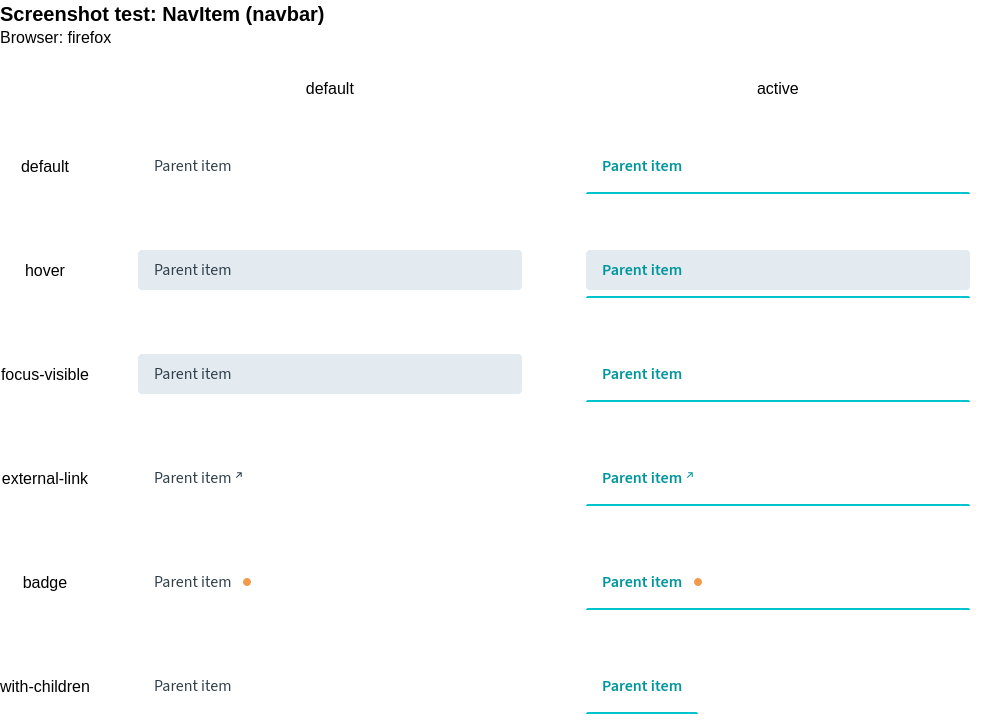 Screenshot test: NavItem (navbar)
Browser: firefox
default active
default Parent item Parent item
hover Parent item Parent item
focus-visible Parent item Parent item
external-link Parent item ↗ Parent item ↗
badge Parent item Parent item
with-children Parent item Parent item